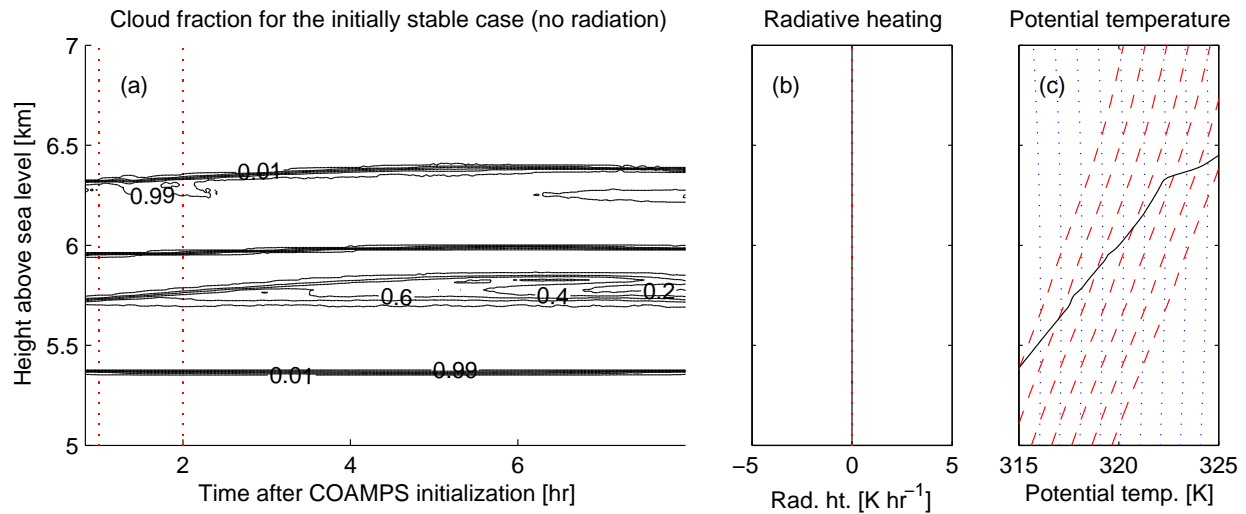 Cloud fraction for the initially stable case (no radiation)
Radiative heating
Potential temperature
7
6.5
6
5.5
5
Height above sea level [km]
(a)
0.01
0.99
0.6
0.4
0.2
0.01
0.99
2
4
6
Time after COAMPS initialization [hr]
(b)
−5
0
5
Rad. ht. [K hr−1]
(c)
315
320
325
Potential temp. [K]